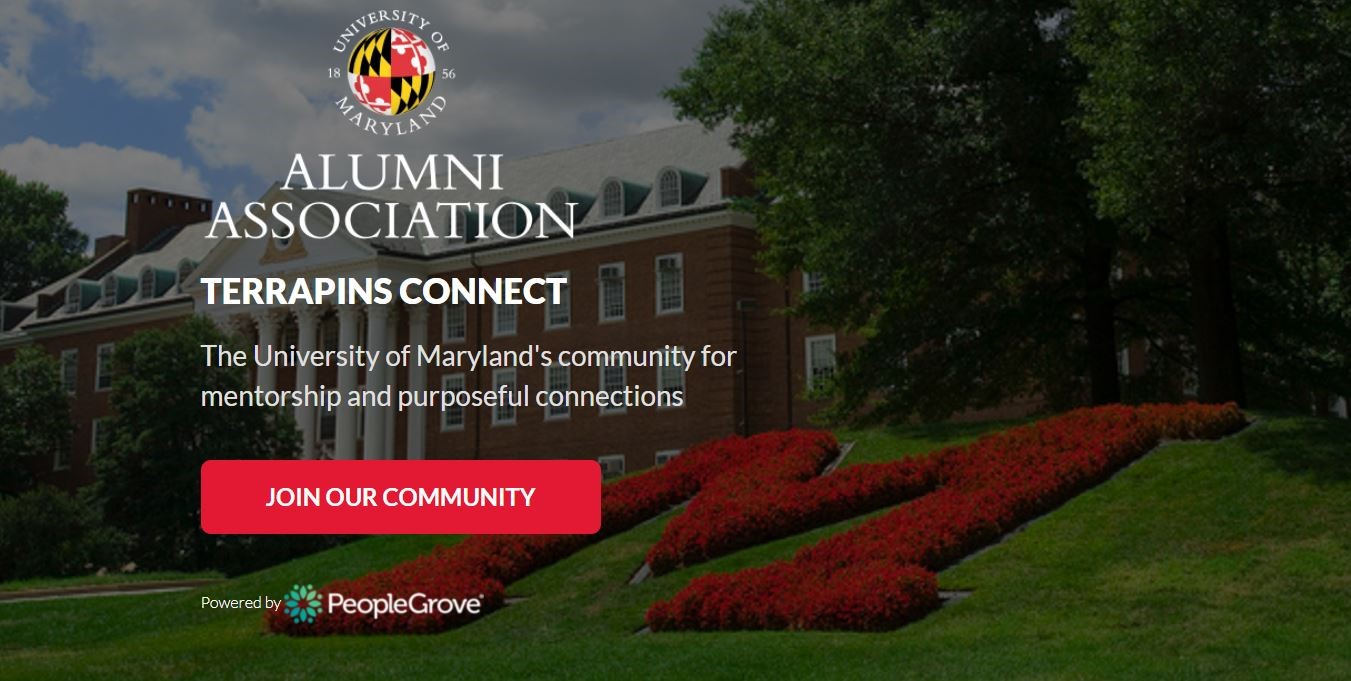 UNIVERSITY OF
18 56
MARYLAND
ALUMNI
ASSOCIATION
TERRAPINS CONNECT
The University of Maryland's community for
mentorship and purposeful connections
JOIN OUR COMMUNITY
Powered by PeopleGrove